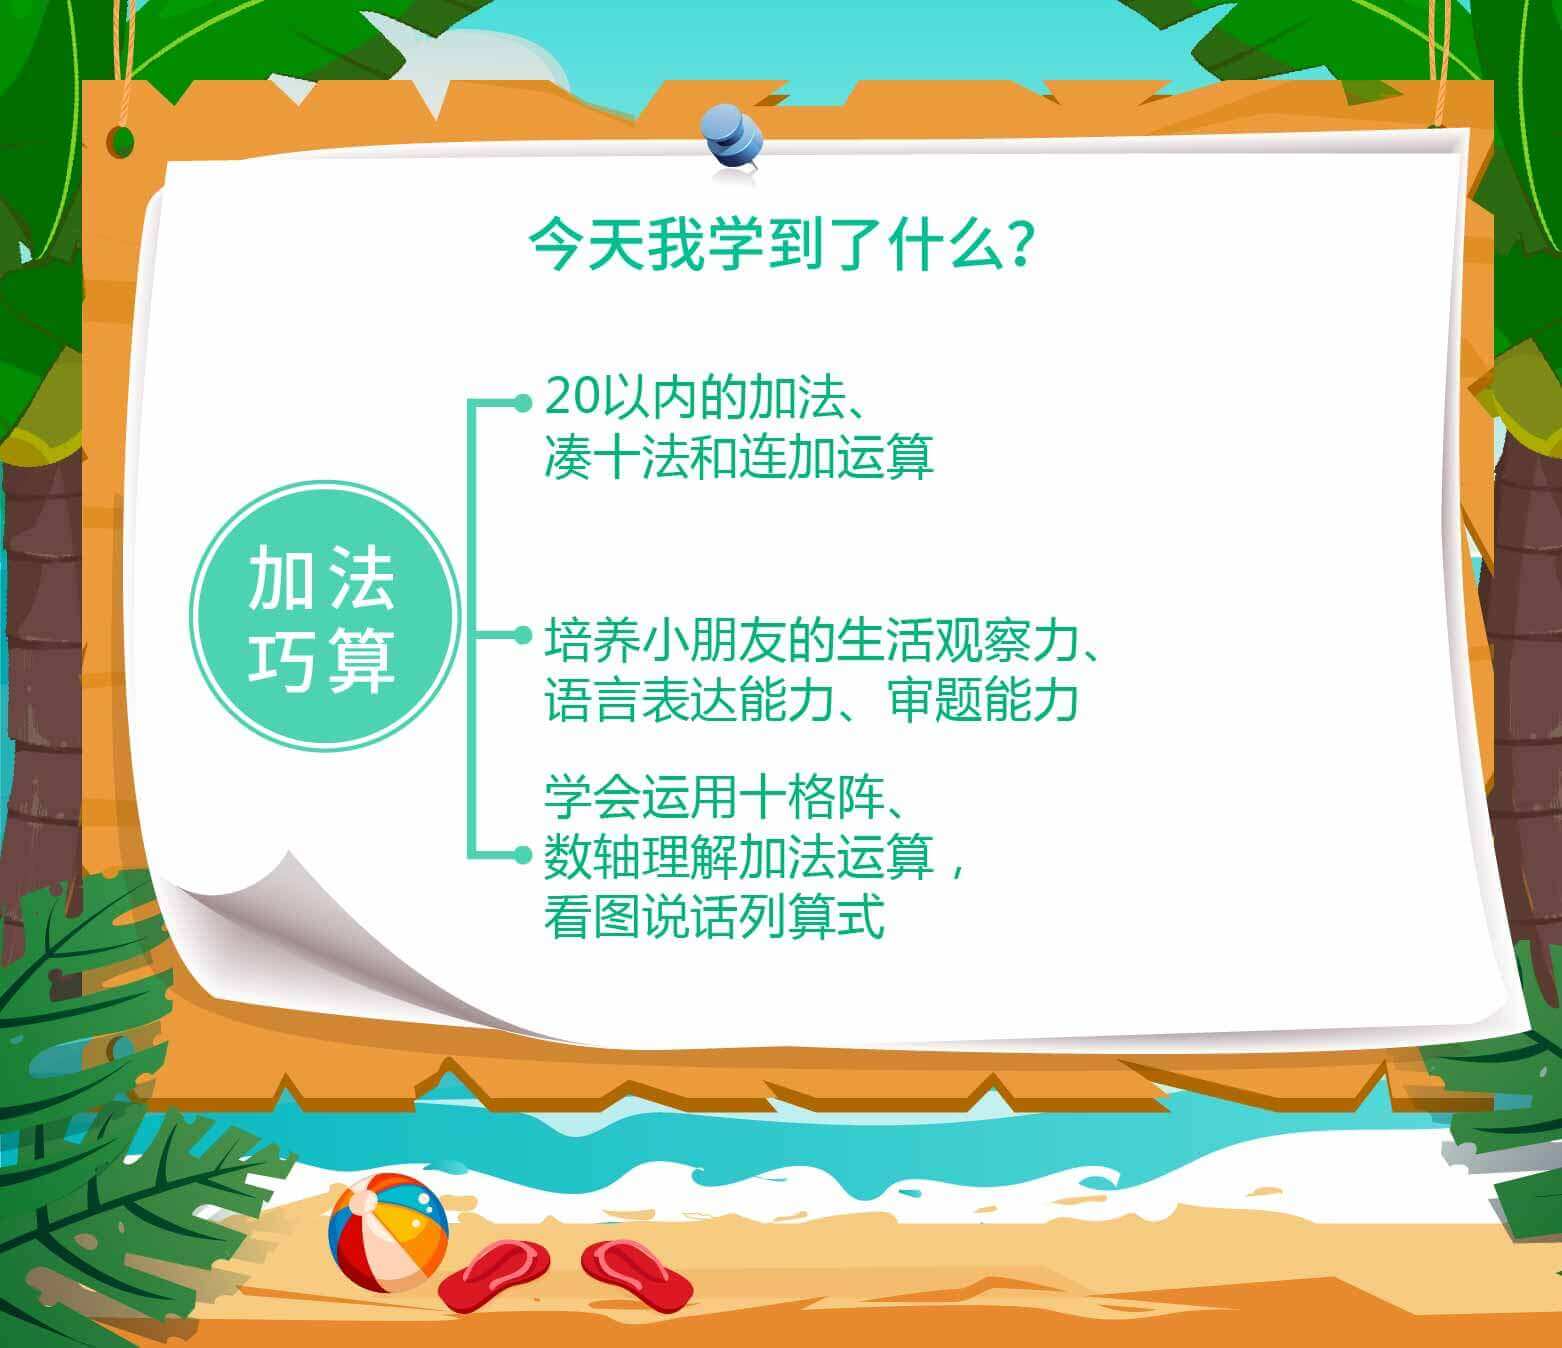 今天我学到了什么?
加法
巧算
20以内的加法、
凑十法和连加运算
培养小朋友的生活观察力、
语言表达能力、审题能力
学会运用十格阵、
数轴理解加法运算，
看图说话列算式